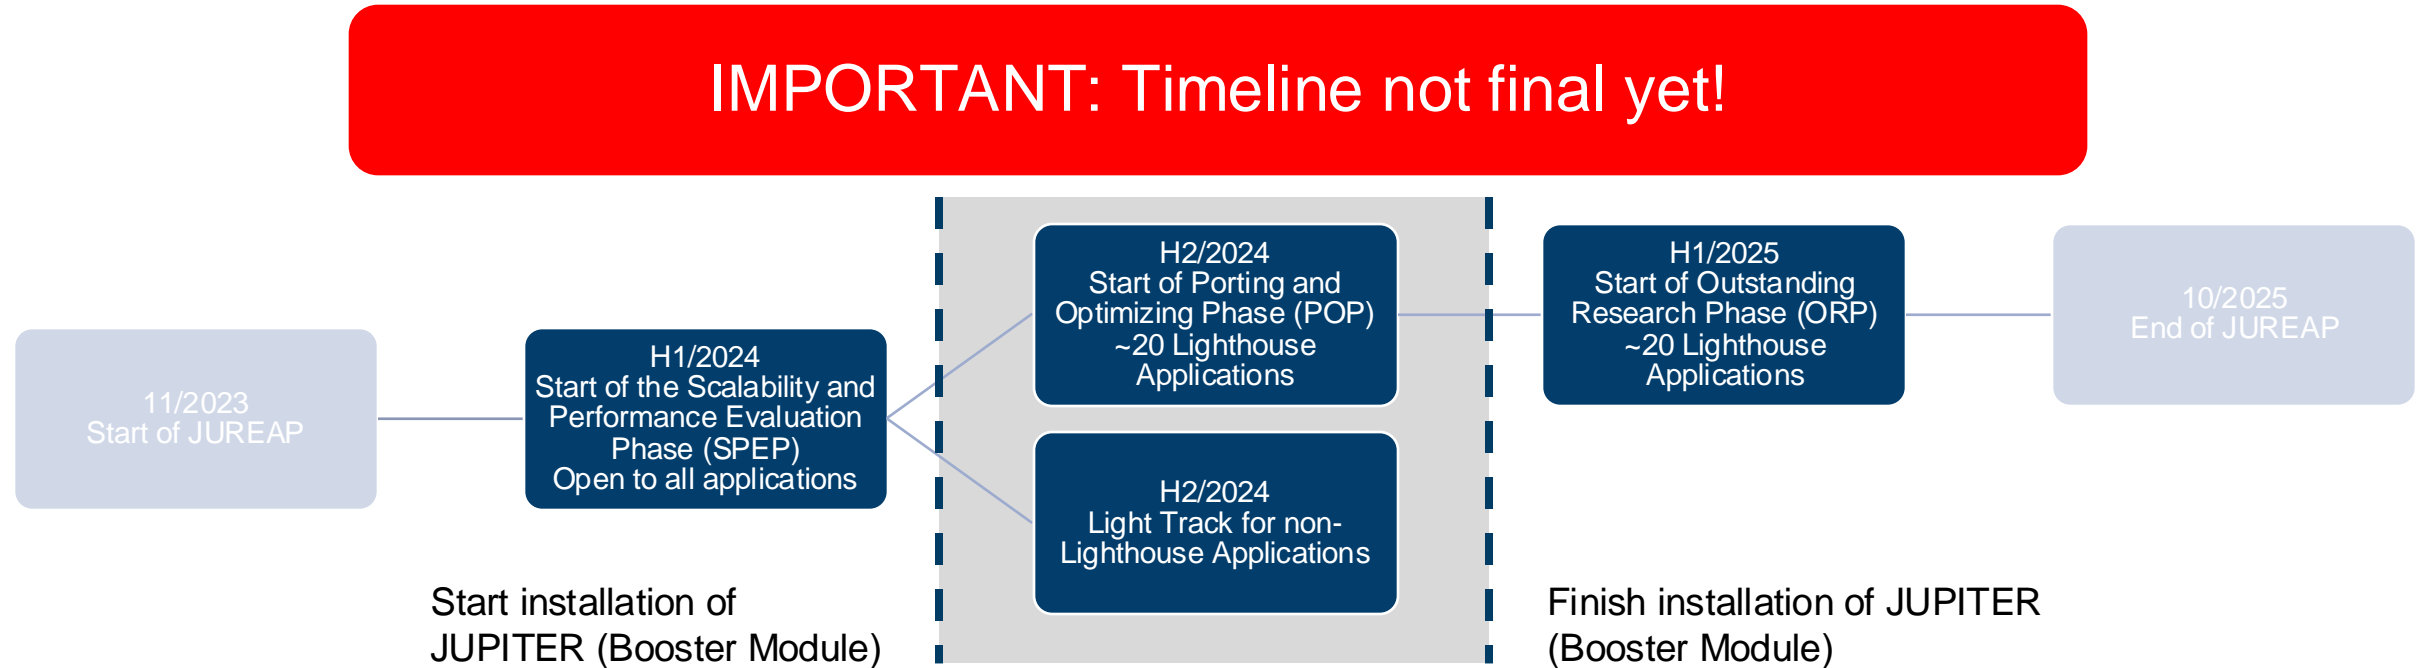 IMPORTANT: Timeline not final yet!
11/2023
Start of JUREAP
H1/2024
Start of the Scalability and
Performance Evaluation
Phase (SPEP)
Open to all applications
H2/2024
Start of Porting and
Optimizing Phase (POP)
~20 Lighthouse
Applications
H2/2024
Light Track for non-
Lighthouse Applications
H1/2025
Start of Outstanding
Research Phase (ORP)
~20 Lighthouse
Applications
10/2025
End of JUREAP
Start installation of
JUPITER (Booster Module)
Finish installation of JUPITER
(Booster Module)